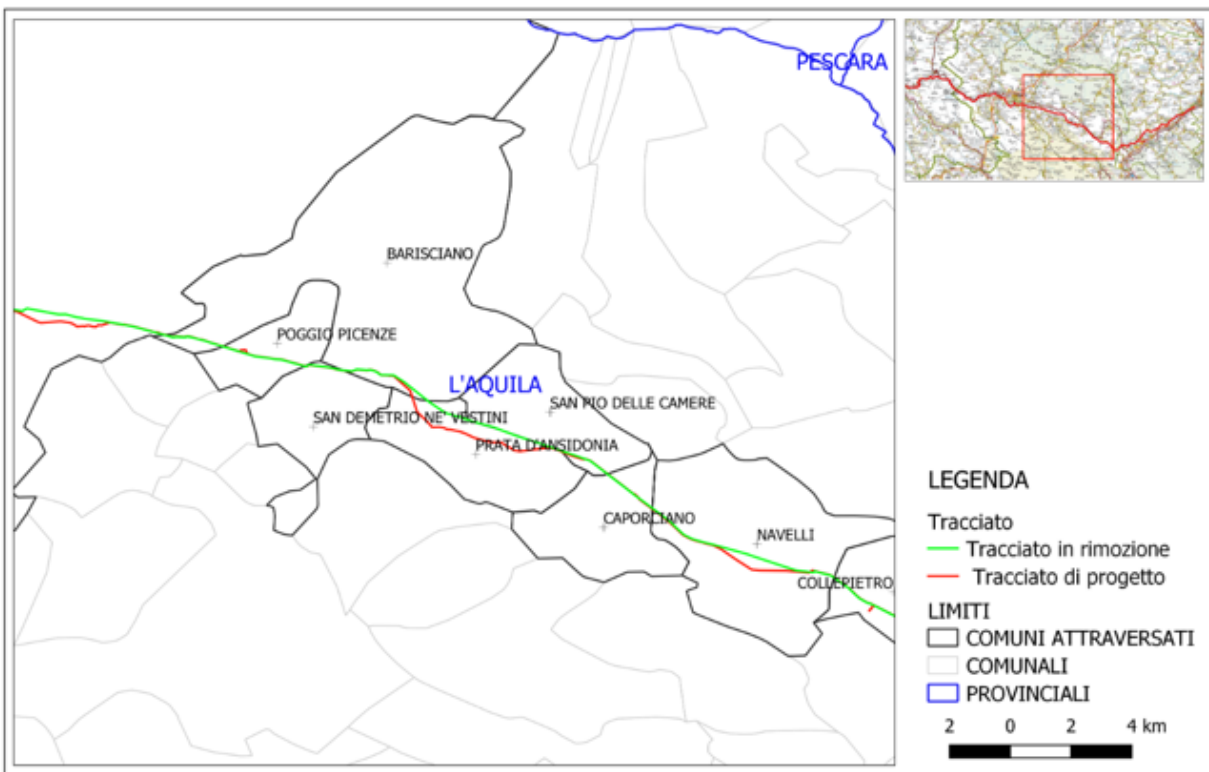 PESCARA
BARISCIANO
POGGIO PICENZE
L'AQUILA
SAN PIO DELLE CAMERE
SAN DEMETRIO NE' VESTINI
PRATA D'ANSIDONIA
CAPORCIANO
NAVELLI
COLLEPIETRO
LEGENDA
Tracciato
Tracciato in rimozione
Tracciato di progetto
LIMITI
COMUNI ATTRAVERSATI
COMUNALI
PROVINCIALI
2 0 2 4 km